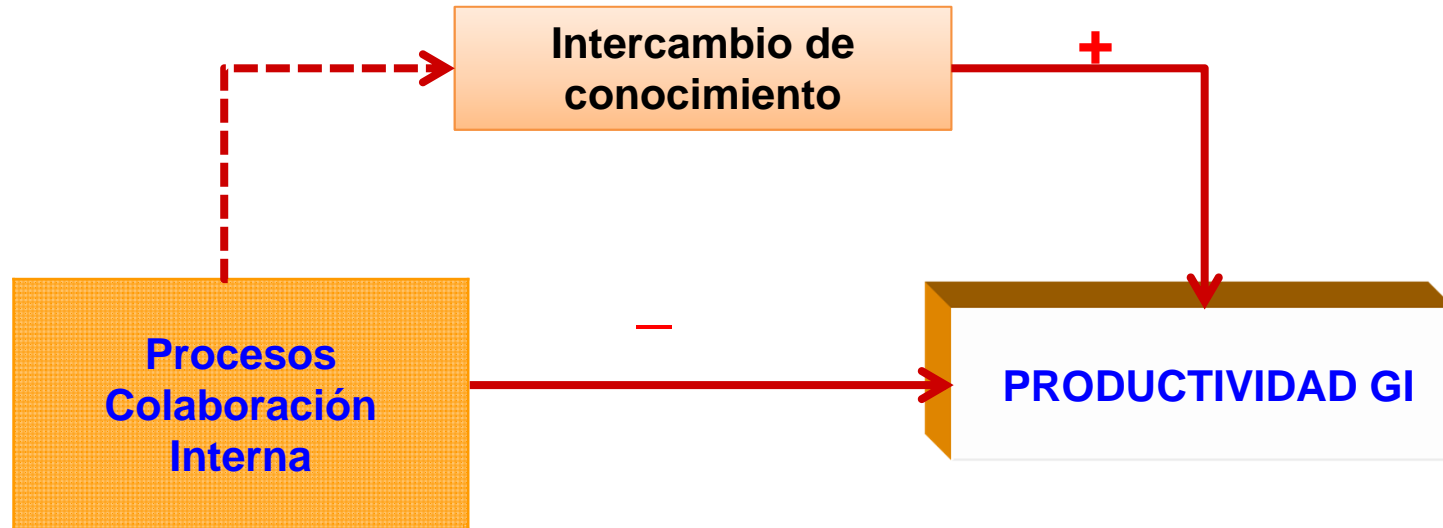 Intercambio de
conocimiento
+
–
Procesos
Colaboración
Interna
PRODUCTIVIDAD GI